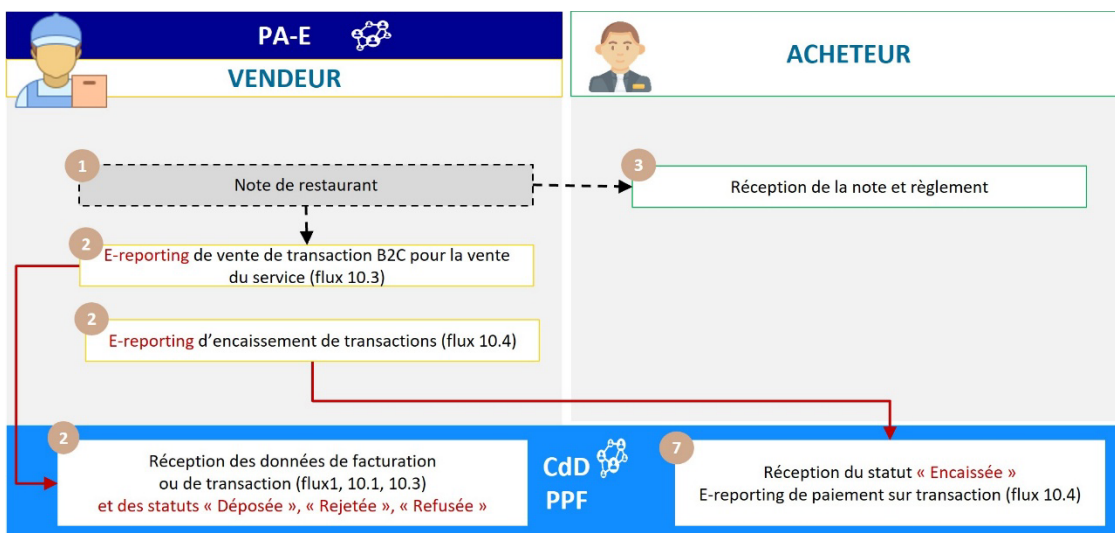 PA-E
VENDEUR
ACHETEUR
1
Note de restaurant
3
Réception de la note et règlement
2
E-reporting de vente de transaction B2C pour la vente
du service (flux 10.3)
2
E-reporting d’encaissement de transactions (flux 10.4)
2
Réception des données de facturation
ou de transaction (flux1, 10.1, 10.3)
et des statuts « Déposée », « Rejetée », « Refusée »
CdD
PPF
7
Réception du statut « Encaissée »
E-reporting de paiement sur transaction (flux 10.4)